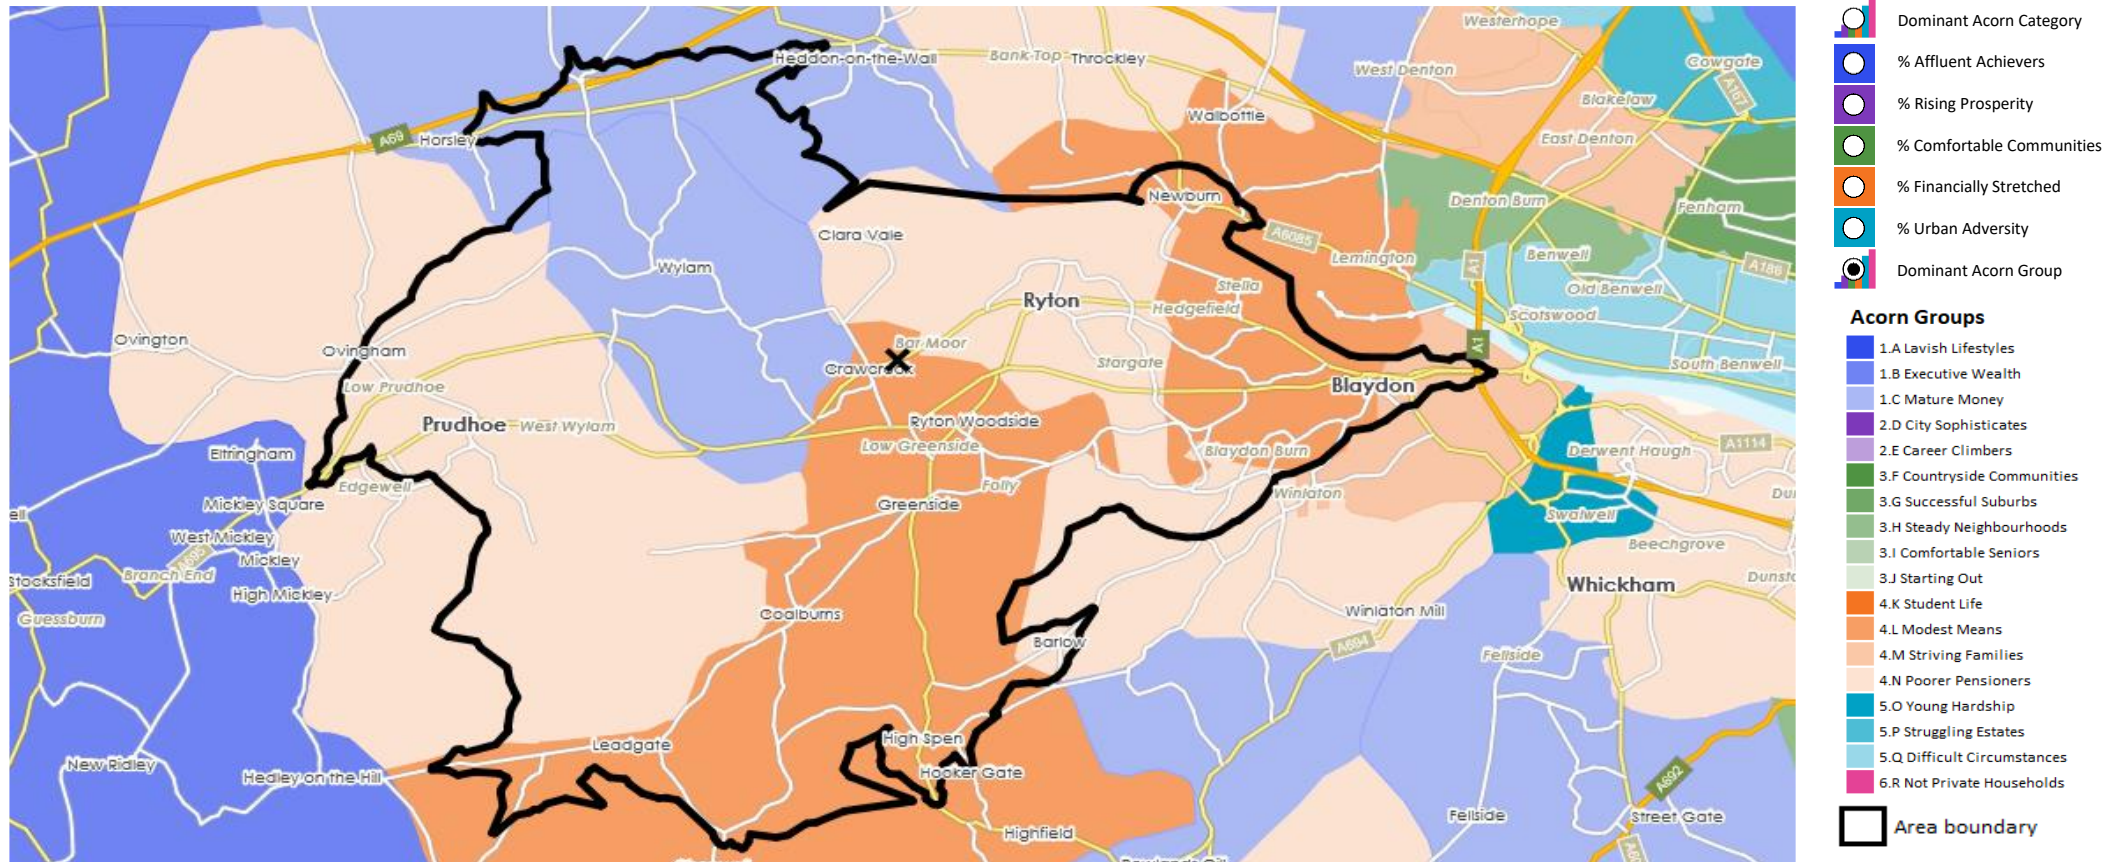 Westerhope
Heddon-on-the-Wall
Bank Top
Throckley
West Denton
Cowgate
A167
Blakelaw
Walbottle
A69
Horsley
East Denton
Newburn
Denton Burn
Fenham
Clara Vale
A6085
Lemington
A1
Benwell
A186
Wylam
Stella
Old Benwell
Ryton
Hedgefield
Scotswood
Ovington
Ovingham
Bar Moor
A1
Crawcrook
Stargate
South Benwell
Low Prudhoe
Blaydon
Prudhoe
West Wylam
Ryton Woodside
Low Greenside
Eltringham
Blaydon Burn
Derwent Haugh
A1114
Edgewell
Folly
Winlaton
Mickley Square
Greenside
Swalwell
West Mickley
Mickley
A695
Branch End
Beechgrove
Stocksfield
High Mickley
Whickham
Guessburn
Coalburns
Winlaton Mill
Barlow
A694
Fellside
High Spen
Leadgate
New Ridley
Hedley on the Hill
Hooker Gate
A692
Highfield
Fellside
Street Gate
Dominant Acorn Category
% Affluent Achievers
% Rising Prosperity
% Comfortable Communities
% Financially Stretched
% Urban Adversity
Dominant Acorn Group
Acorn Groups
1.A Lavish Lifestyles
1.B Executive Wealth
1.C Mature Money
2.D City Sophisticates
2.E Career Climbers
3.F Countryside Communities
3.G Successful Suburbs
3.H Steady Neighbourhoods
3.I Comfortable Seniors
3.J Starting Out
4.K Student Life
4.L Modest Means
4.M Striving Families
4.N Poorer Pensioners
5.O Young Hardship
5.P Struggling Estates
5.Q Difficult Circumstances
6.R Not Private Households
Area boundary